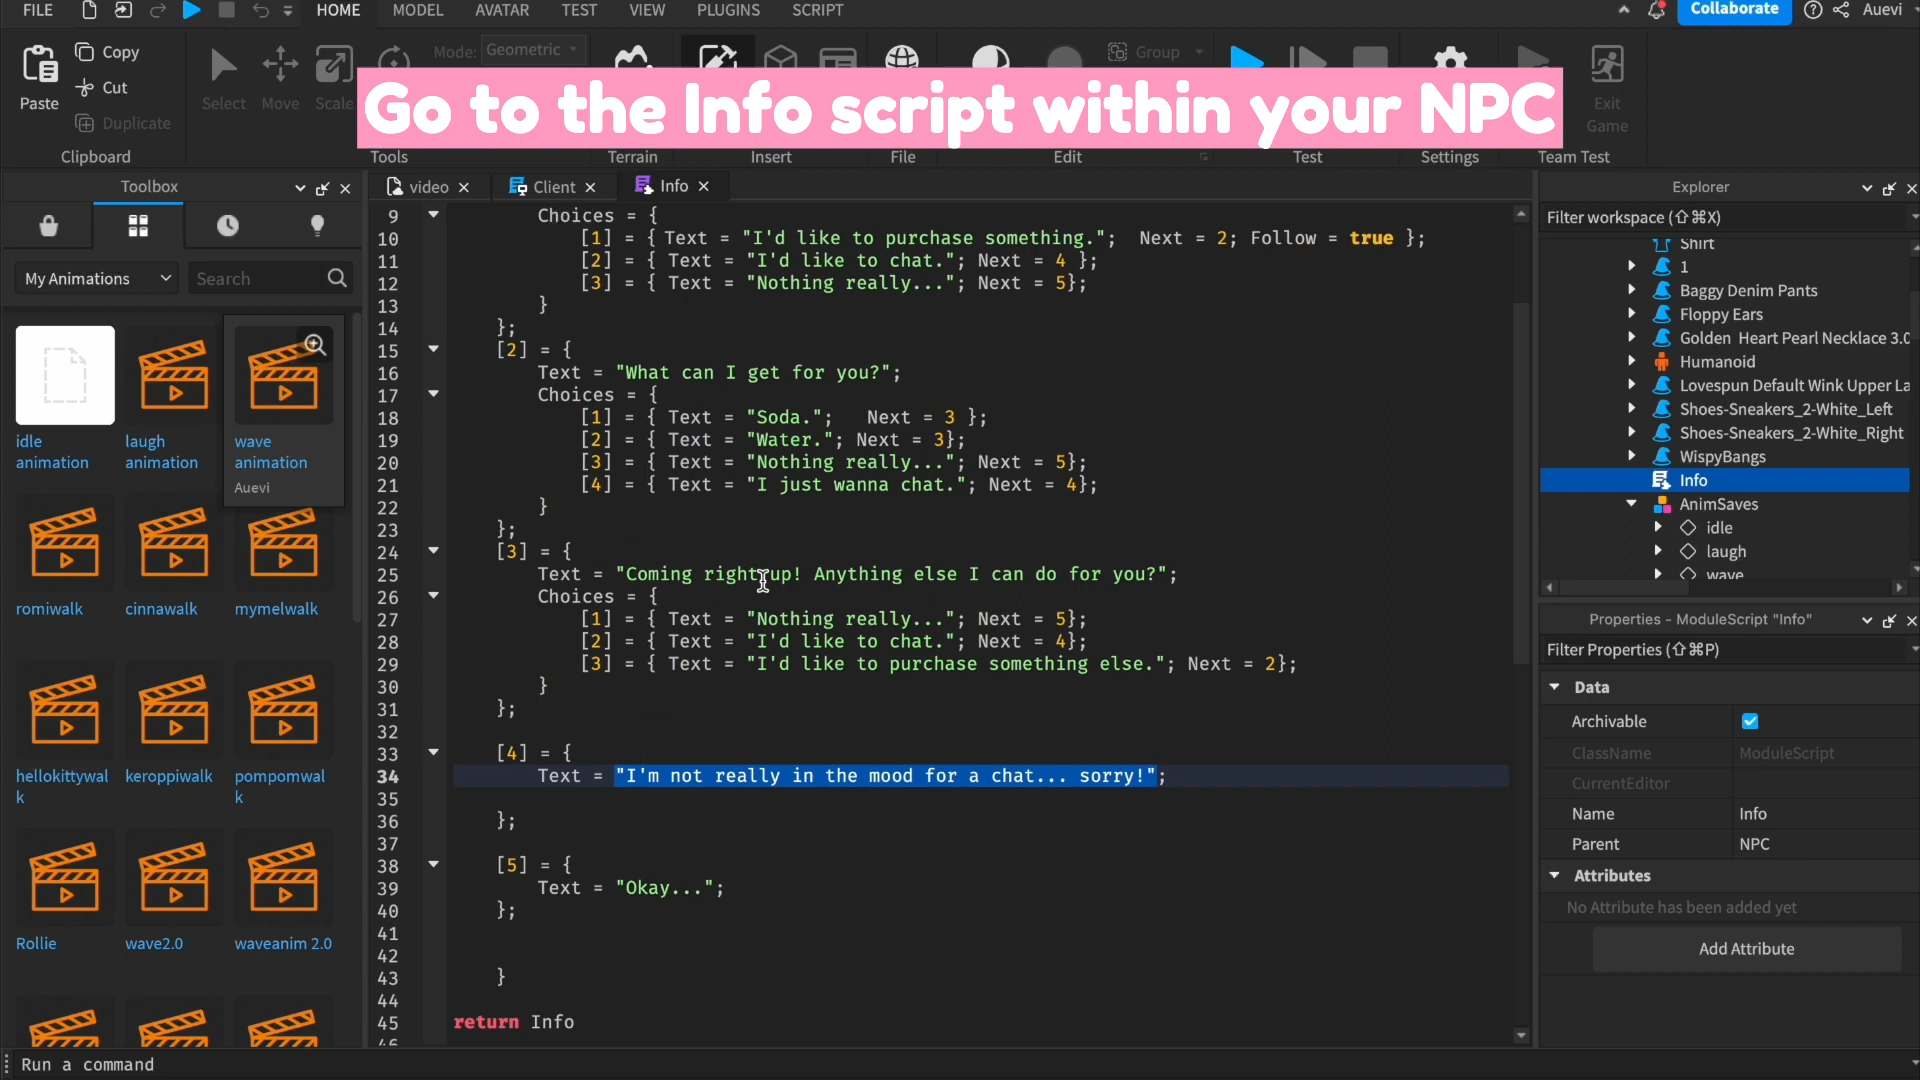 FILE
HOME
MODEL
AVATAR
TEST
VIEW
PLUGINS
SCRIPT
Collaborate
Auevi
Paste
Copy
Cut
Duplicate
Clipboard
Select
Move
Scale
Mode: Geometric
Group
Exit
Game
Go to the Info script within your NPC
Tools
Terrain
Insert
File
Edit
Test
Settings
Team Test
Toolbox
My Animations
Search
idle animation
laugh animation
wave animation
Auevi
romiwalk
cinnawalk
mymelwalk
hellokittywal
k
keroppiwalk
pompomwal
k
Rollie
wave2.0
waveanim 2.0
video
Client
Info
9 Choices = {
10 [1] = { Text = "I'd like to purchase something."; Next = 2; Follow = true };
11 [2] = { Text = "I'd like to chat."; Next = 4 };
12 [3] = { Text = "Nothing really..."; Next = 5};
13 }
14 };
15 [2] = {
16 Text = "What can I get for you?";
17 Choices = {
18 [1] = { Text = "Soda."; Next = 3 };
19 [2] = { Text = "Water."; Next = 3};
20 [3] = { Text = "Nothing really..."; Next = 5};
21 [4] = { Text = "I just wanna chat."; Next = 4};
22 }
23 };
24 [3] = {
25 Text = "Coming right up! Anything else I can do for you?";
26 Choices = {
27 [1] = { Text = "Nothing really..."; Next = 5};
28 [2] = { Text = "I'd like to chat."; Next = 4};
29 [3] = { Text = "I'd like to purchase something else."; Next = 2};
30 }
31 };
32
33 [4] = {
34 Text = "I'm not really in the mood for a chat... sorry!";
35
36 };
37
38 [5] = {
39 Text = "Okay...";
40 };
41
42
43 }
44
45 return Info
46
Explorer
Filter workspace (⇧⌘X)
Shirt
1
Baggy Denim Pants
Floppy Ears
Golden Heart Pearl Necklace 3.0
Humanoid
Lovespun Default Wink Upper La
Shoes-Sneakers_2-White_Left
Shoes-Sneakers_2-White_Right
WispyBangs
Info
AnimSaves
idle
laugh
wave
Properties - ModuleScript "Info"
Filter Properties (⇧⌘P)
Data
Archivable
ClassName ModuleScript
CurrentEditor
Name Info
Parent NPC
Attributes
No Attribute has been added yet
Add Attribute
Run a command